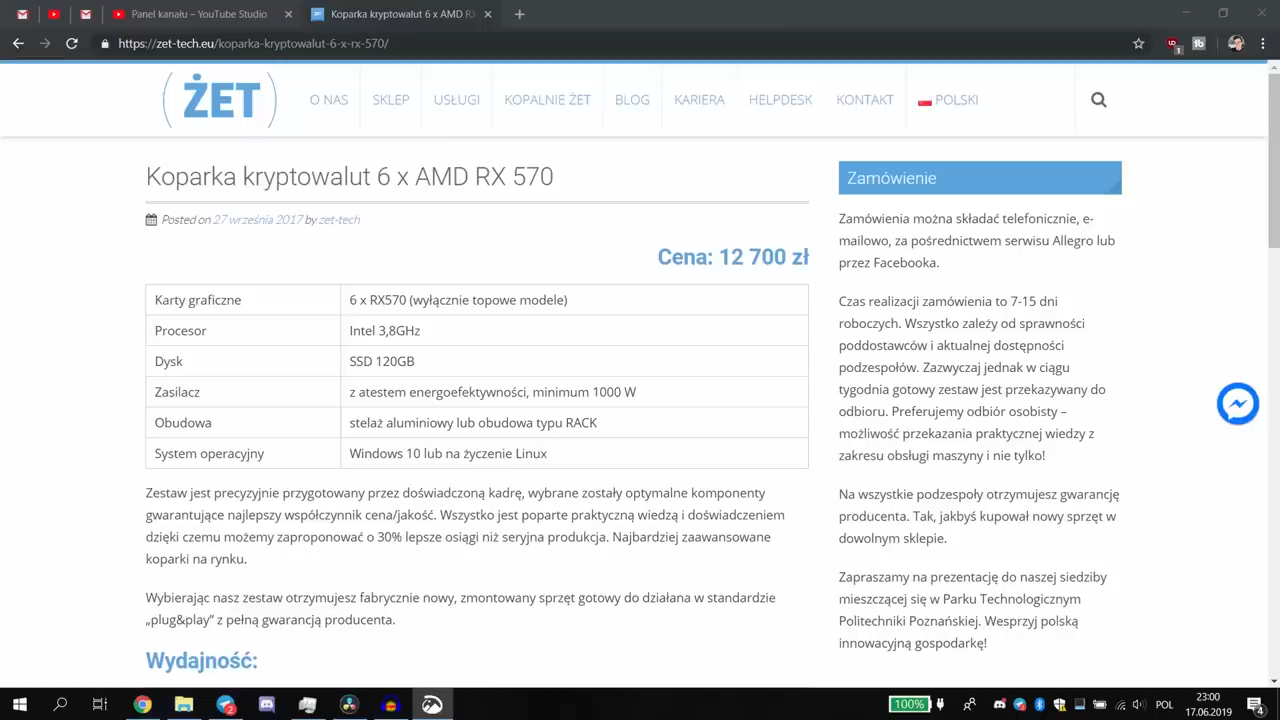 Panel kanału – YouTube Studio
Koparka kryptowalut 6 x AMD RX
https://zet-tech.eu/koparka-kryptowalut-6-x-rx-570/
ŻET
O NAS
SKLEP
USŁUGI
KOPALNIE ŻET
BLOG
KARIERA
HELPDESK
KONTAKT
POLSKI
Koparka kryptowalut 6 x AMD RX 570
Posted on 27 września 2017 by zet-tech
Cena: 12 700 zł
Karty graficzne 6 x RX570 (wyłącznie topowe modele)
Procesor Intel 3,8GHz
Dysk SSD 120GB
Zasilacz z atestem energoefektywności, minimum 1000 W
Obudowa stelaż aluminiowy lub obudowa typu RACK
System operacyjny Windows 10 lub na życzenie Linux
Zestaw jest precyzyjnie przygotowany przez doświadczoną kadrę, wybrane zostały optymalne komponenty
gwarantujące najlepszy współczynnik cena/jakość. Wszystko jest poparte praktyczną wiedzą i doświadczeniem
dzięki czemu możemy zaproponować o 30% lepsze osiągi niż seryjna produkcja. Najbardziej zaawansowane
koparki na rynku.
Wybierając nasz zestaw otrzymujesz fabrycznie nowy, zmontowany sprzęt gotowy do działana w standardzie
„plug&play” z pełną gwarancją producenta.
Wydajność:
Zamówienie
Zamówienia można składać telefonicznie, e-
mailowo, za pośrednictwem serwisu Allegro lub
przez Facebooka.
Czas realizacji zamówienia to 7-15 dni
roboczych. Wszystko zależy od sprawności
poddostawców i aktualnej dostępności
podzespołów. Zazwyczaj jednak w ciągu
tygodnia gotowy zestaw jest przekazywany do
odbioru. Preferujemy odbiór osobisty –
możliwość przekazania praktycznej wiedzy z
zakresu obsługi maszyny i nie tylko!
Na wszystkie podzespoły otrzymujesz gwarancję
producenta. Tak, jakbyś kupował nowy sprzęt w
dowolnym sklepie.
Zapraszamy na prezentację do naszej siedziby
mieszczącej się w Parku Technologicznym
Politechniki Poznańskiej. Wesprzyj polską
innowacyjną gospodarkę!
100%
POL
23:00
17.06.2019